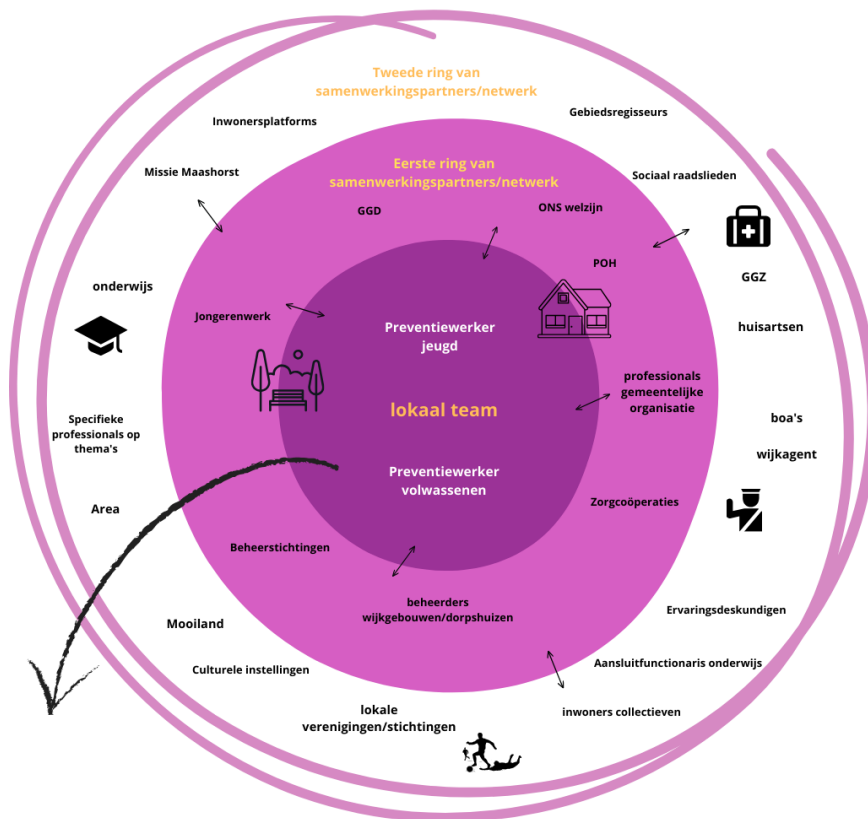 Tweede ring van
samenwerkingspartners/netwerk
Gebiedsregisseurs
Inwonersplatforms
Eerste ring van
samenwerkingspartners/netwerk
Missie Maashorst
Sociaal raadslieden
GGD
ONS welzijn
POH
GGZ
onderwijs
Jongerenwerk
huisartsen
Preventiewerker
jeugd
professionals
gemeentelijke
organisatie
lokaal team
boa's
Specifieke
professionals op
thema's
wijkagent
Preventiewerker
volwassenen
Area
Zorgcoöperaties
Beheerstichtingen
beheerders
wijkgebouwen/dorpshuizen
Ervaringsdeskundigen
Mooiland
Culturele instellingen
Aansluitfunctionaris onderwijs
lokale
verenigingen/stichtingen
inwoners collectieven